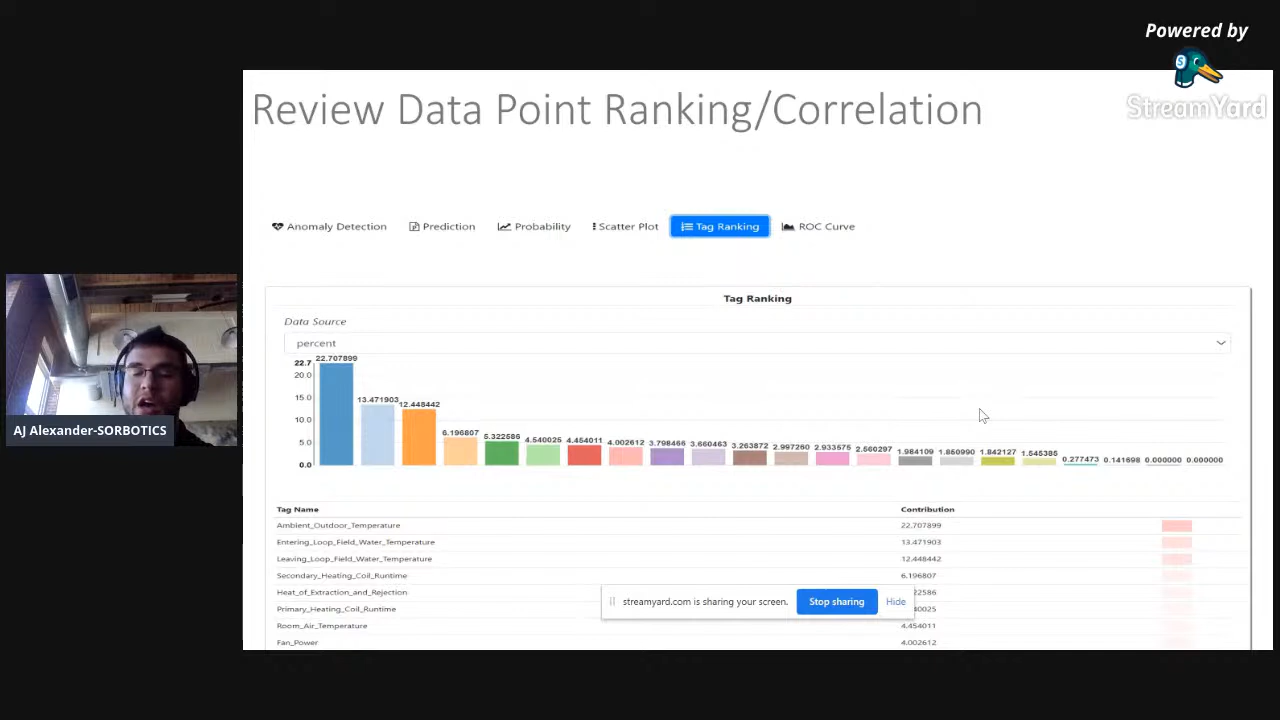 Powered by
StreamYard
Review Data Point Ranking/Correlation
Anomaly Detection Prediction Probability Scatter Plot Tag Ranking ROC Curve
Tag Ranking
Data Source
percent
22.7
20.0
15.0
10.0
5.0
0.0
22.707899 13.471903 12.448442 6.196807 5.322586 4.540025 4.454011 4.002612 3.798466 3.660463 3.263872 2.997260 2.933575 2.560297 1.984109 1.850990 1.842127 1.545385 0.277473 0.141698 0.000000 0.000000
Tag Name Contribution
Ambient_Outdoor_Temperature 22.707899
Entering_Loop_Field_Water_Temperature 13.471903
Leaving_Loop_Field_Water_Temperature 12.448442
Secondary_Heating_Coil_Runtime 6.196807
Heat_of_Extraction_and_Rejection 22586
Primary_Heating_Coil_Runtime 40025
Room_Air_Temperature 4.454011
Fan_Power 4.002612
streamyard.com is sharing your screen. Stop sharing Hide
AJ Alexander-SORBOTICS